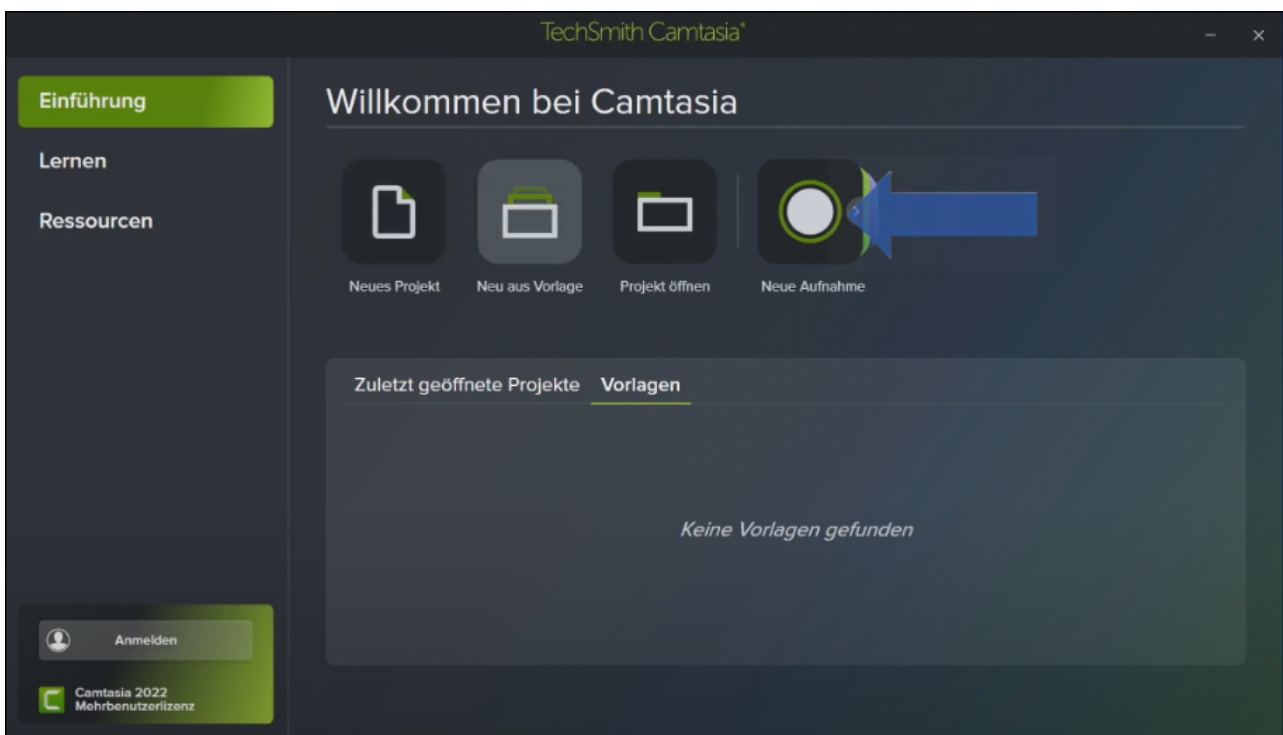 TechSmith Camtasia®
Einführung
Lernen
Ressourcen
Willkommen bei Camtasia
Neues Projekt
Neu aus Vorlage
Projekt öffnen
Neue Aufnahme
Zuletzt geöffnete Projekte
Vorlagen
Keine Vorlagen gefunden
Anmelden
Camtasia 2022
Mehrbenutzerlizenz